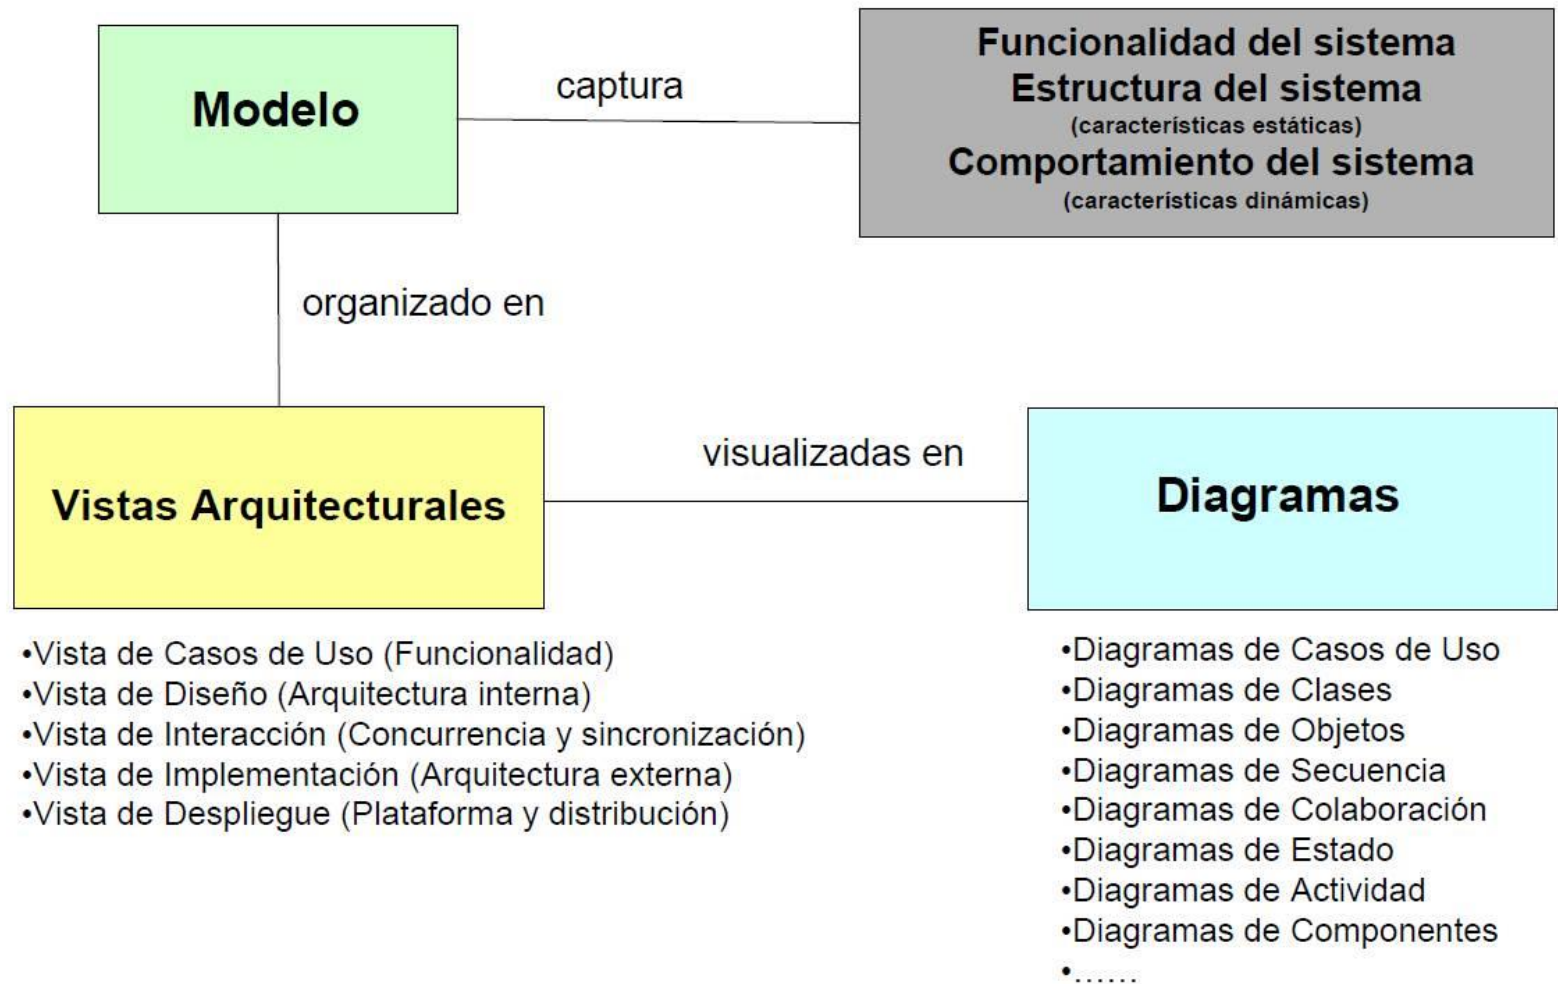 Modelo
captura
Funcionalidad del sistema
Estructura del sistema
(características estáticas)
Comportamiento del sistema
(características dinámicas)
organizado en
Vistas Arquitecturales
visualizadas en
Diagramas
•Vista de Casos de Uso (Funcionalidad)
•Vista de Diseño (Arquitectura interna)
•Vista de Interacción (Concurrencia y sincronización)
•Vista de Implementación (Arquitectura externa)
•Vista de Despliegue (Plataforma y distribución)
•Diagramas de Casos de Uso
•Diagramas de Clases
•Diagramas de Objetos
•Diagramas de Secuencia
•Diagramas de Colaboración
•Diagramas de Estado
•Diagramas de Actividad
•Diagramas de Componentes
•……